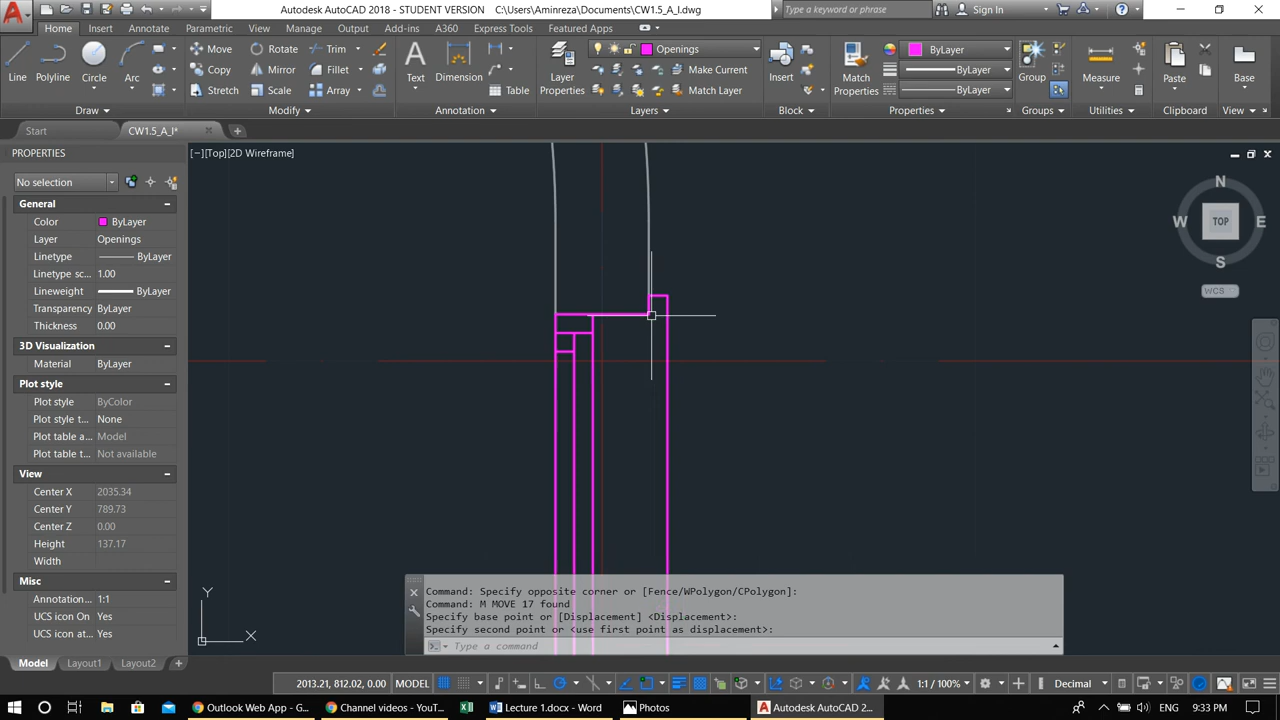 Autodesk AutoCAD 2018 - STUDENT VERSION C:\Users\Aminreza\Documents\CW1.5_A_I.dwg
Type a keyword or phrase
Sign In
Home Insert Annotate Parametric View Manage Output Add-ins A360 Express Tools Featured Apps
Line Polyline Circle Arc
Move Rotate Trim
Copy Mirror Fillet
Stretch Scale Array
Text Dimension Table
Layer Properties
Openings
Make Current
Match Layer
Insert
Match Properties
ByLayer
ByLayer
ByLayer
Group
Measure
Paste
Base
Draw Modify Annotation Layers Block Properties Groups Utilities Clipboard View
Start CW1.5_A_I*
PROPERTIES
No selection
General
Color ByLayer
Layer Openings
Linetype ByLayer
Linetype sc... 1.00
Lineweight ByLayer
Transparency ByLayer
Thickness 0.00
3D Visualization
Material ByLayer
Plot style
Plot style ByColor
Plot style t... None
Plot table a... Model
Plot table t... Not available
View
Center X 2035.34
Center Y 789.73
Center Z 0.00
Height 137.17
Width
Misc
Annotation... 1:1
UCS icon On Yes
UCS icon at... Yes
[−][Top][2D Wireframe]
N
W TOP E
S
WCS
Y
X
Command: Specify opposite corner or [Fence/WPolygon/CPolygon]:
Command: M MOVE 17 found
Specify base point or [Displacement] <Displacement>:
Specify second point or <use first point as displacement>:
Type a command
Model Layout1 Layout2
2013.21, 812.02, 0.00 MODEL
1:1 / 100%
Decimal
Outlook Web App - G...
Channel videos - YouT...
Lecture 1.docx - Word
Photos
Autodesk AutoCAD 2...
ENG 9:33 PM